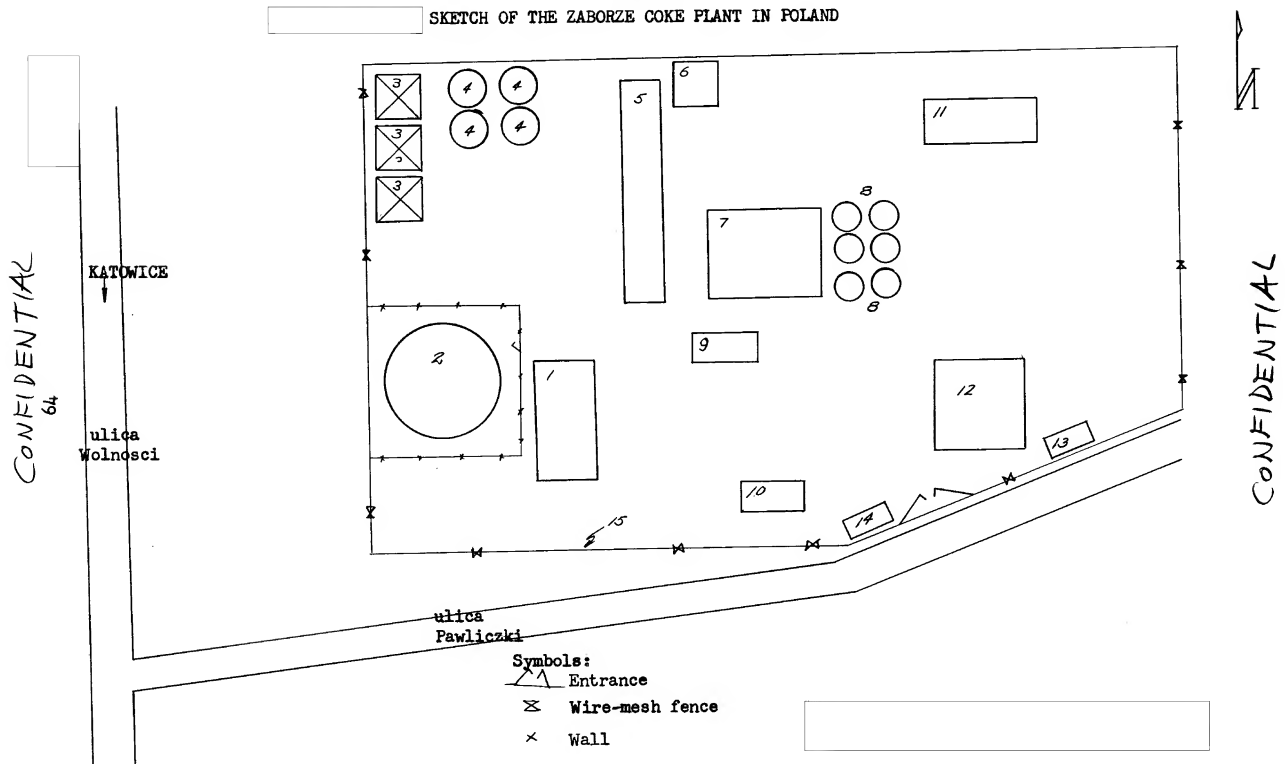 SKETCH OF THE ZABORZE COKE PLANT IN POLAND
N
CONFIDENTIAL
64
KATOWICE
ulica
Wolnosci
3
3
3
4 4
4 4
5
6
7
8
8
11
2
1
9
12
10
13
14
15
CONFIDENTIAL
ulica
Pawliczki
Symbols:
Entrance
Wire-mesh fence
Wall